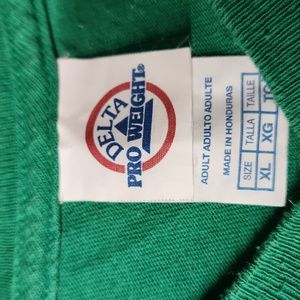 DELTA
PRO WEIGHT®
ADULT ADULTO ADULTE
MADE IN HONDURAS
SIZE TALLA TAILLE
XL XG